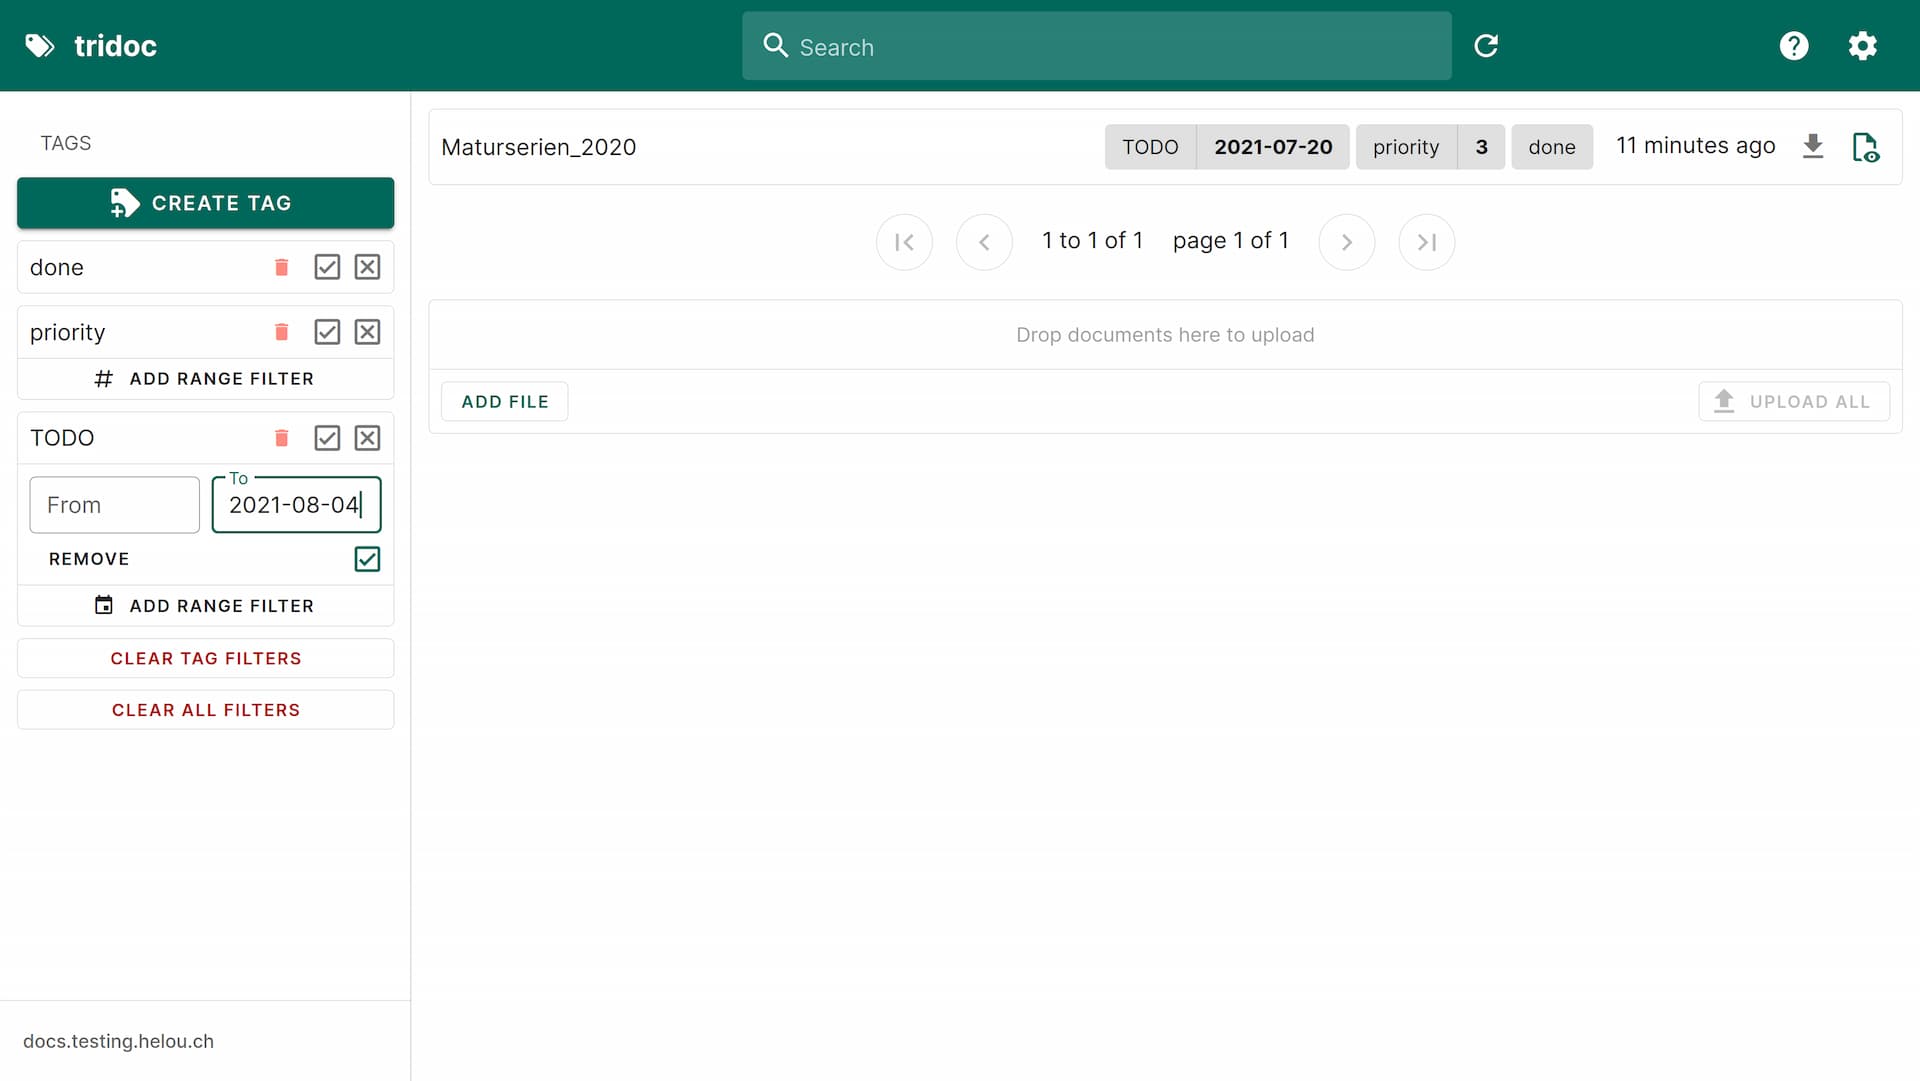 tridoc
Search
TAGS
CREATE TAG
done
priority
ADD RANGE FILTER
TODO
From
To
2021-08-04
REMOVE
ADD RANGE FILTER
CLEAR TAG FILTERS
CLEAR ALL FILTERS
docs.testing.helou.ch
Maturserien_2020 TODO 2021-07-20 priority 3 done 11 minutes ago
1 to 1 of 1 page 1 of 1
Drop documents here to upload
ADD FILE UPLOAD ALL